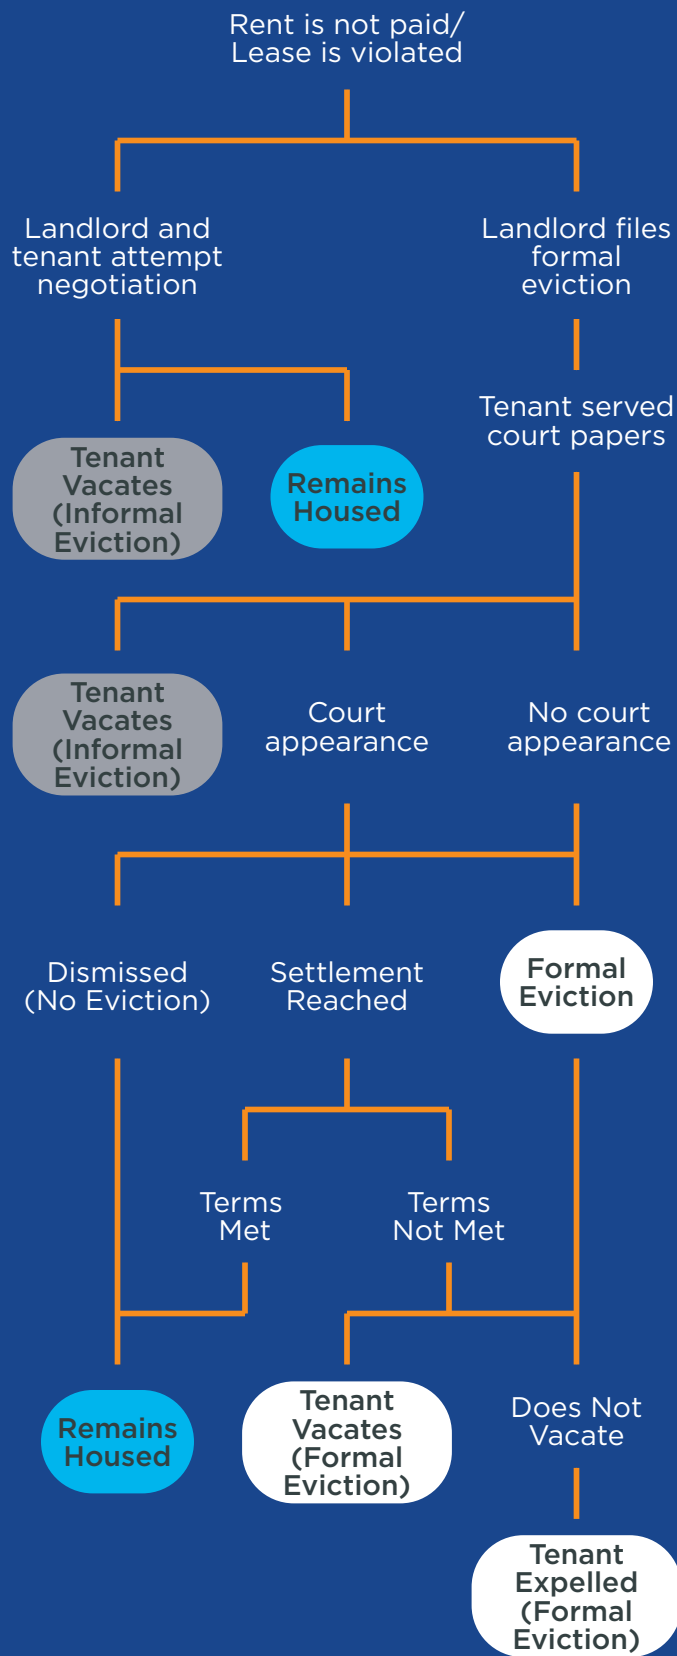 Rent is not paid/
Lease is violated
Landlord and
tenant attempt
negotiation
Landlord files
formal
eviction
Tenant
Vacates
(Informal
Eviction)
Remains
Housed
Tenant served
court papers
Tenant
Vacates
(Informal
Eviction)
Court
appearance
No court
appearance
Dismissed
(No Eviction)
Settlement
Reached
Formal
Eviction
Terms
Met
Terms
Not Met
Remains
Housed
Tenant
Vacates
(Formal
Eviction)
Does Not
Vacate
Tenant
Expelled
(Formal
Eviction)